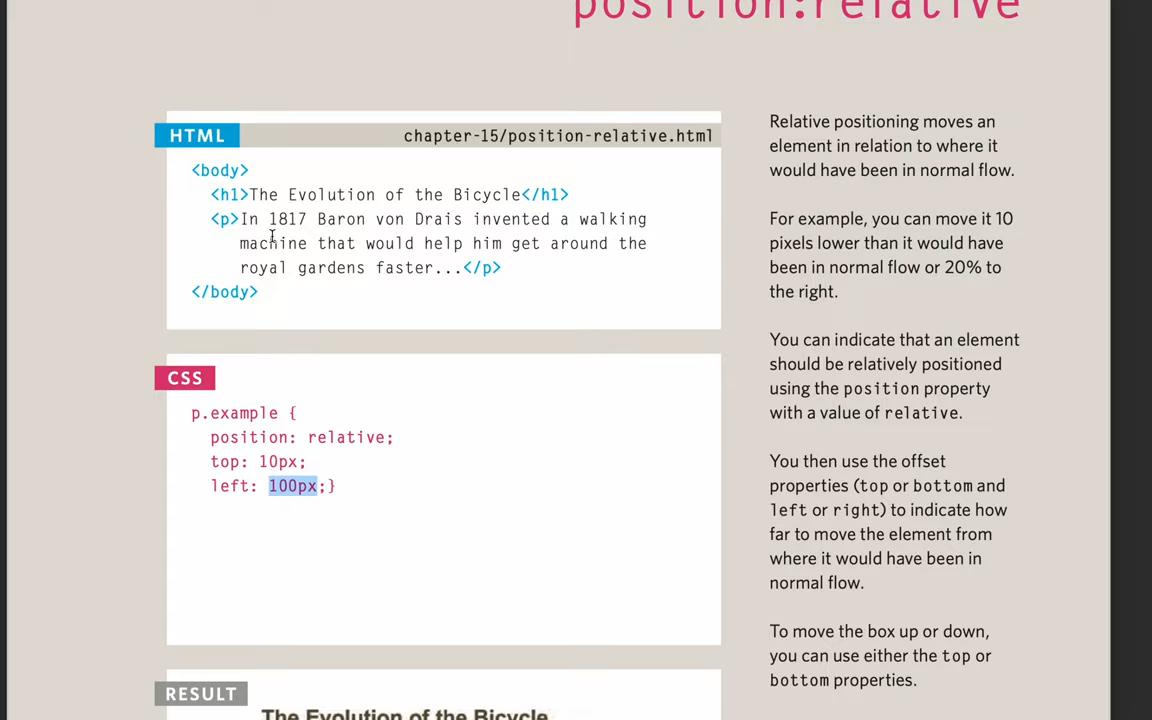 position:relative
HTML
chapter-15/position-relative.html
<body>
<h1>The Evolution of the Bicycle</h1>
<p>In 1817 Baron von Drais invented a walking
machine that would help him get around the
royal gardens faster...</p>
</body>
CSS
p.example {
position: relative;
top: 10px;
left: 100px;}
RESULT
The Evolution of the Bicycle
Relative positioning moves an
element in relation to where it
would have been in normal flow.
For example, you can move it 10
pixels lower than it would have
been in normal flow or 20% to
the right.
You can indicate that an element
should be relatively positioned
using the position property
with a value of relative.
You then use the offset
properties (top or bottom and
left or right) to indicate how
far to move the element from
where it would have been in
normal flow.
To move the box up or down,
you can use either the top or
bottom properties.